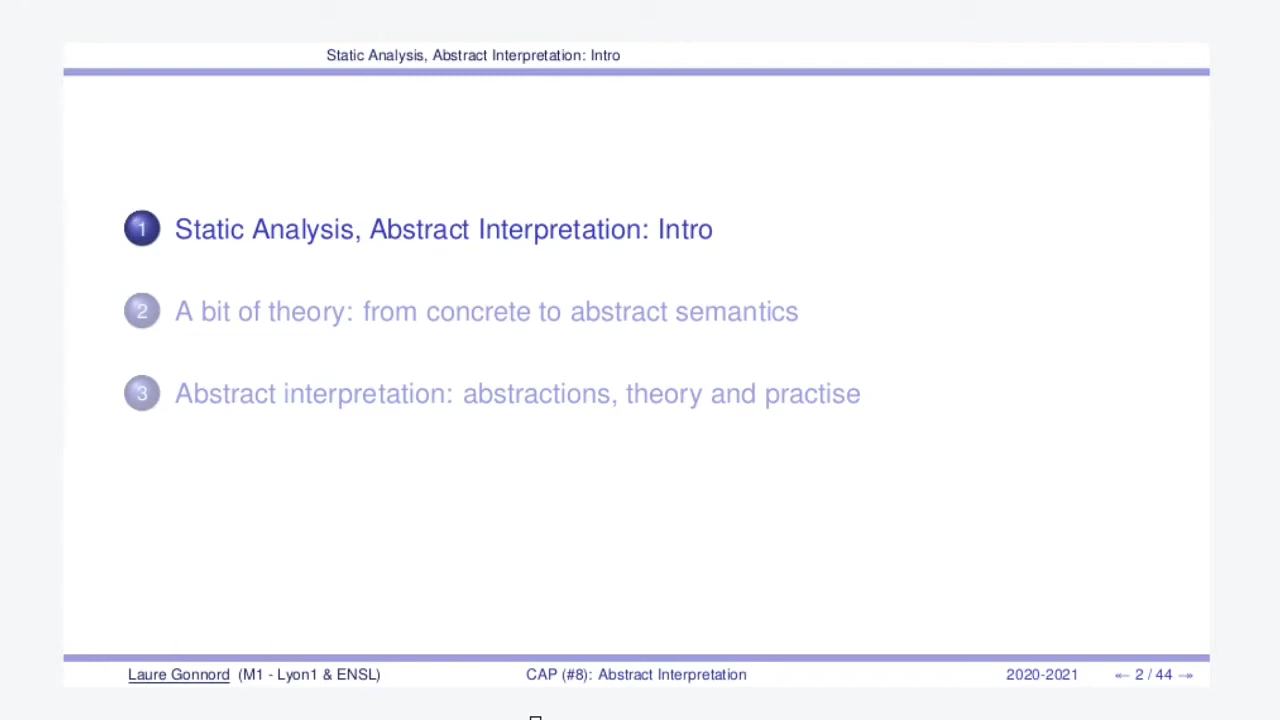 Static Analysis, Abstract Interpretation: Intro
1 Static Analysis, Abstract Interpretation: Intro
2 A bit of theory: from concrete to abstract semantics
3 Abstract interpretation: abstractions, theory and practise
Laure Gonnord (M1 - Lyon1 & ENSL) CAP (#8): Abstract Interpretation 2020-2021 ← 2 / 44 →